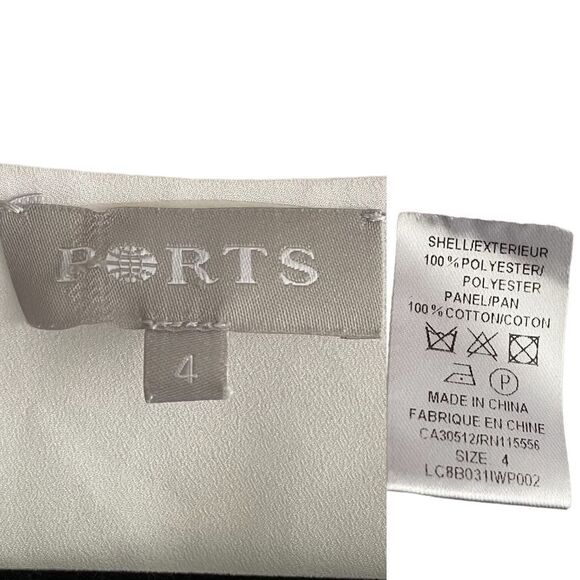 PORTS
4
SHELL/EXTERIEUR
100%POLYESTER/
POLYESTER
PANEL/PAN
100%COTTON/COTON
P
MADE IN CHINA
FABRIQUE EN CHINE
CA30512/RN115556
SIZE 4
LC8B031IWP002